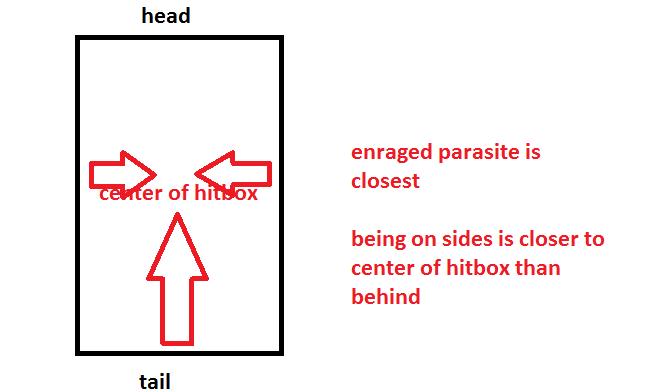 head
center of hitbox
enraged parasite is
closest
being on sides is closer to
center of hitbox than
behind
tail